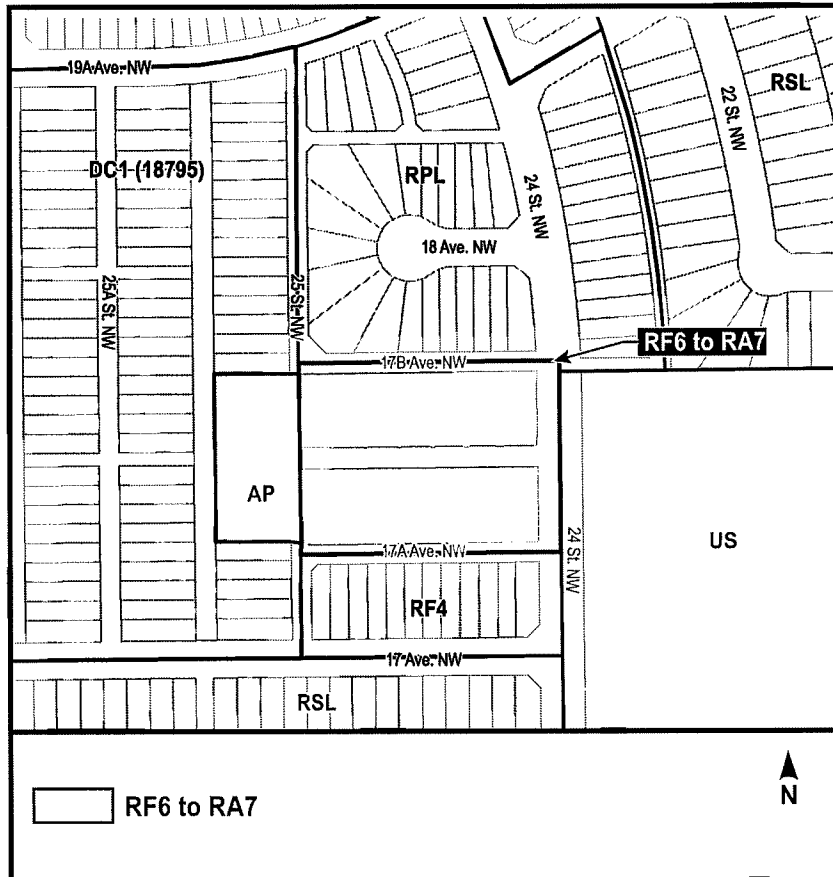 19A Ave. NW
RSL
22 St. NW
DC1 (18795)
RPL
24 St. NW
18 Ave. NW
25A St. NW
25 St. NW
RF6 to RA7
17B Ave. NW
AP
24 St. NW
US
17A Ave. NW
RF4
17 Ave. NW
RSL
RF6 to RA7
N